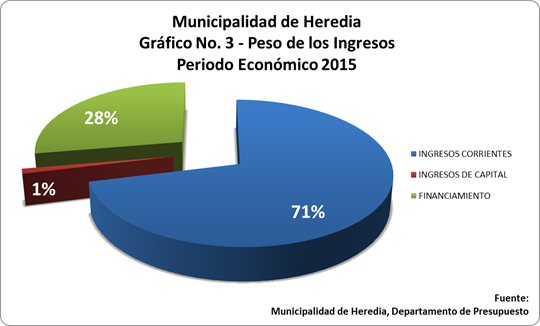 Municipalidad de Heredia
Gráfico No. 3 - Peso de los Ingresos
Periodo Económico 2015
28%
1%
71%
INGRESOS CORRIENTES
INGRESOS DE CAPITAL
FINANCIAMIENTO
Fuente:
Municipalidad de Heredia, Departamento de Presupuesto